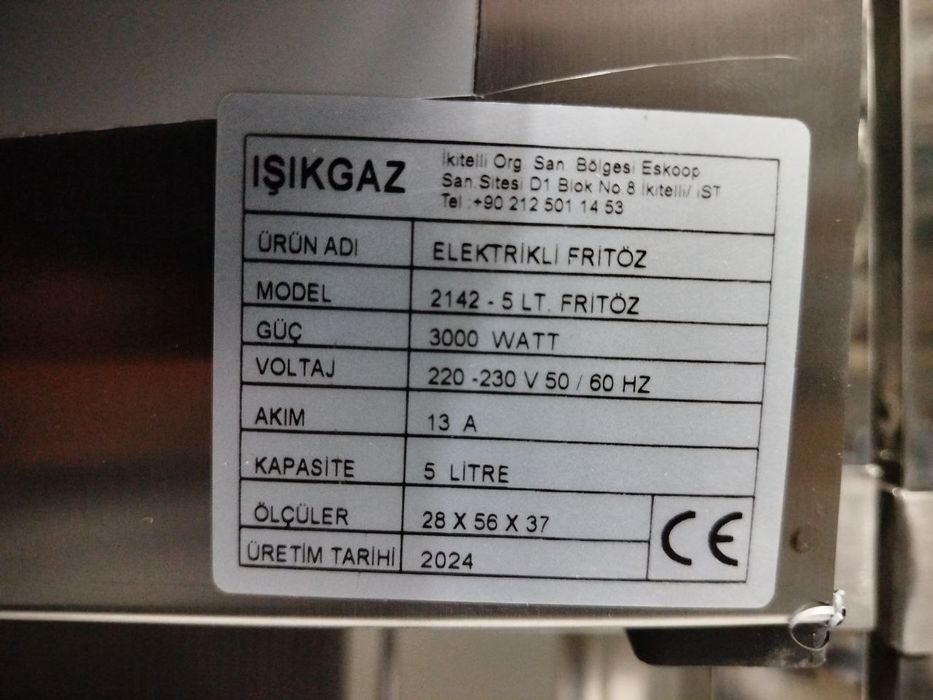 IŞIKGAZ
İkitelli Org. San. Bölgesi Eskoop
San.Sitesi D1 Blok No.8 İkitelli/ İST
Tel :+90 212 501 14 53
ÜRÜN ADI ELEKTRİKLİ FRİTÖZ
MODEL 2142 - 5 LT. FRİTÖZ
GÜÇ 3000 WATT
VOLTAJ 220 -230 V 50 / 60 HZ
AKIM 13 A
KAPASİTE 5 LİTRE
ÖLÇÜLER 28 X 56 X 37
ÜRETİM TARİHİ 2024
CE